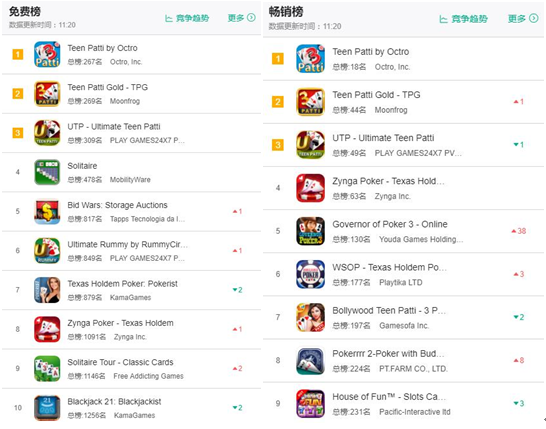 免费榜
数据更新时间：11:20
竞争趋势
更多
1
Teen Patti by Octro
总榜:267名 Octro, Inc.
2
Teen Patti Gold - TPG
总榜:269名 Moonfrog
3
UTP - Ultimate Teen Patti
总榜:309名 PLAY GAMES24X7 P…
4
Solitaire
总榜:478名 MobilityWare
5
Bid Wars: Storage Auctions
总榜:817名 Tapps Tecnologia da I…
1
6
Ultimate Rummy by RummyCir…
总榜:849名 PLAY GAMES24X7 P…
1
7
Texas Holdem Poker: Pokerist
总榜:879名 KamaGames
2
8
Zynga Poker - Texas Holdem
总榜:1091名 Zynga Inc.
1
9
Solitaire Tour - Classic Cards
总榜:1146名 Free Addicting Games
2
10
Blackjack 21: Blackjackist
总榜:1256名 KamaGames
2
畅销榜
数据更新时间：11:20
竞争趋势
更多
1
Teen Patti by Octro
总榜:18名 Octro, Inc.
2
Teen Patti Gold - TPG
总榜:44名 Moonfrog
1
3
UTP - Ultimate Teen Patti
总榜:49名 PLAY GAMES24X7 PV…
1
4
Zynga Poker - Texas Hold…
总榜:63名 Zynga Inc.
5
Governor of Poker 3 - Online
总榜:130名 Youda Games Holding…
38
6
WSOP - Texas Holdem Po…
总榜:177名 Playtika LTD
3
7
Bollywood Teen Patti - 3 P…
总榜:197名 Gamesofa Inc.
2
8
Pokerrrr 2-Poker with Bud…
总榜:224名 PT.FARM CO., LTD.
8
9
House of Fun™ - Slots Ca…
总榜:231名 Pacific-Interactive ltd
3